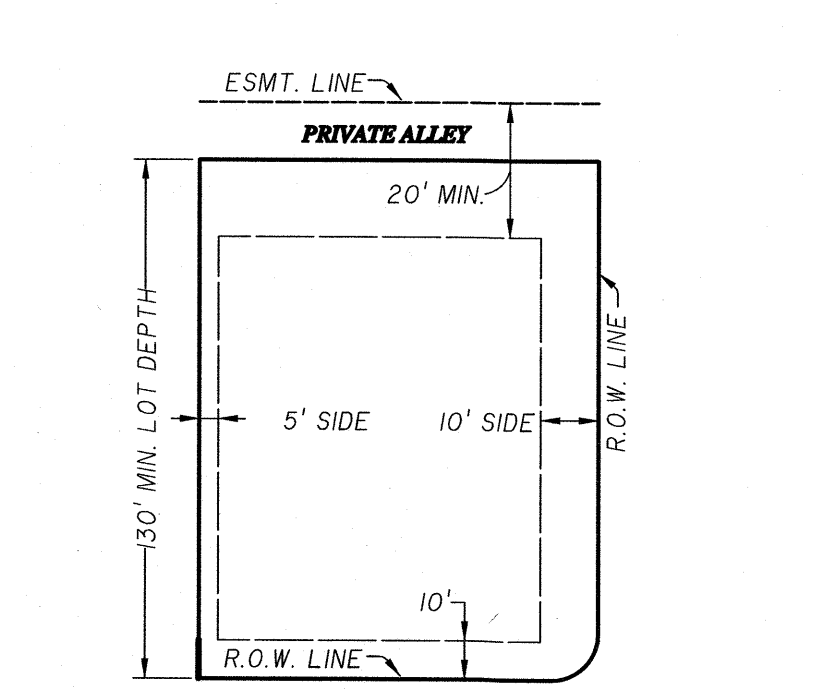 ESMT. LINE
PRIVATE ALLEY
20' MIN.
130' MIN. LOT DEPTH
R.O.W. LINE
5' SIDE
10' SIDE
10'
R.O.W. LINE